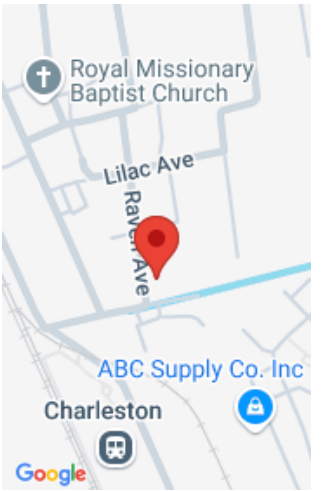 Royal Missionary
Baptist Church
Lilac Ave
Raven Ave
ABC Supply Co. Inc
Charleston
Google